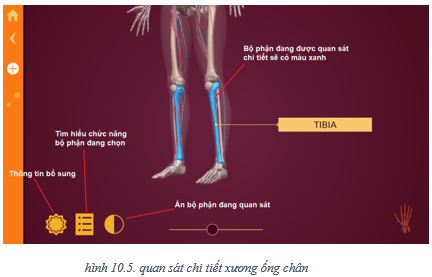 Bộ phận đang được quan sát
chi tiết sẽ có màu xanh
TIBIA
Tìm hiểu chức năng
bộ phận đang chọn
Thông tin bổ sung
Ẩn bộ phận đang quan sát
hình 10.5. quan sát chi tiết xương ống chân